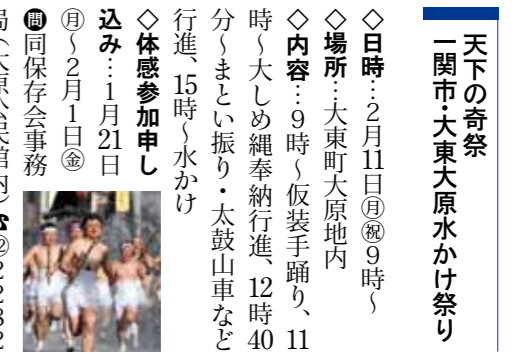 天下の奇祭
一関市・大東大原水かけ祭り
◇日時…2月11日㊊㊗9時〜
◇場所…大東町大原地内
◇内容…9時〜仮装手踊り、11
時〜大しめ縄奉納行進、12時40
分〜まとい振り・太鼓山車など
行進、15時〜水かけ
◇体感参加申し
込み…1月21日
㊊〜2月1日㊎
問同保存会事務